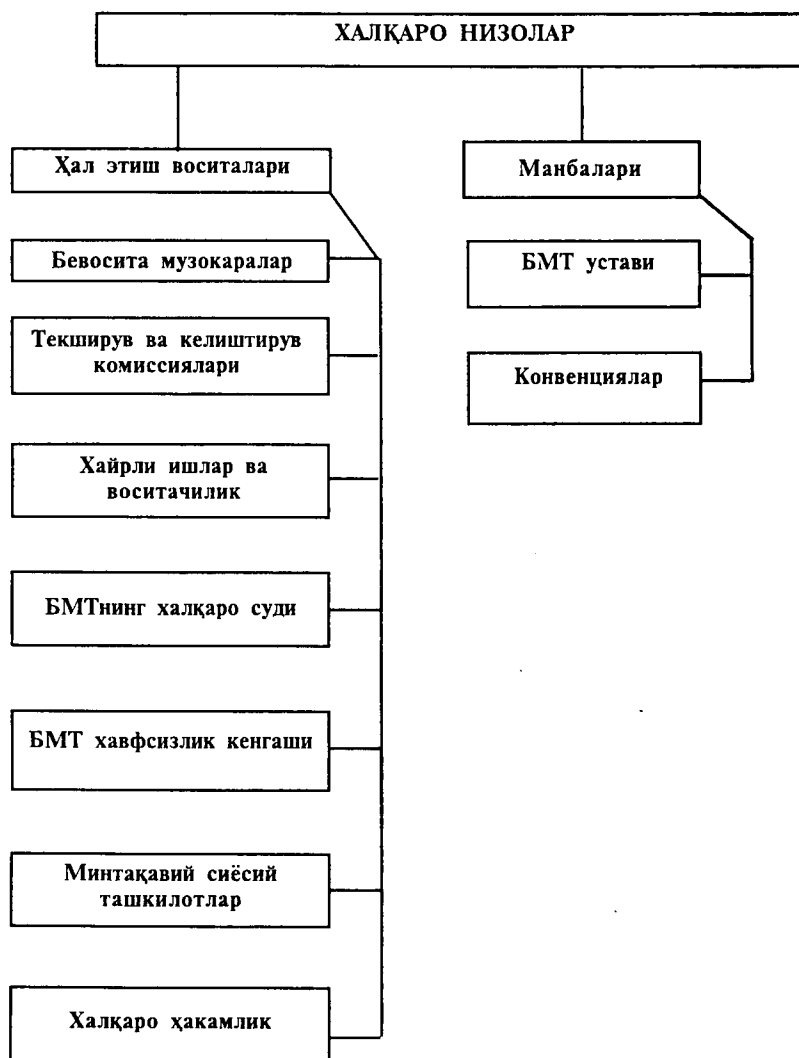 ХАЛҚАРО НИЗОЛАР
Ҳал этиш воситалари
Бевосита музокаралар
Текширув ва келиштирув
комиссиялари
Хайрли ишлар ва
воситачилик
БМТнинг халқаро суди
БМТ хавфсизлик кенгаши
Минтақавий сиёсий
ташкилотлар
Халқаро ҳакамлик
Манбалари
БМТ устави
Конвенциялар